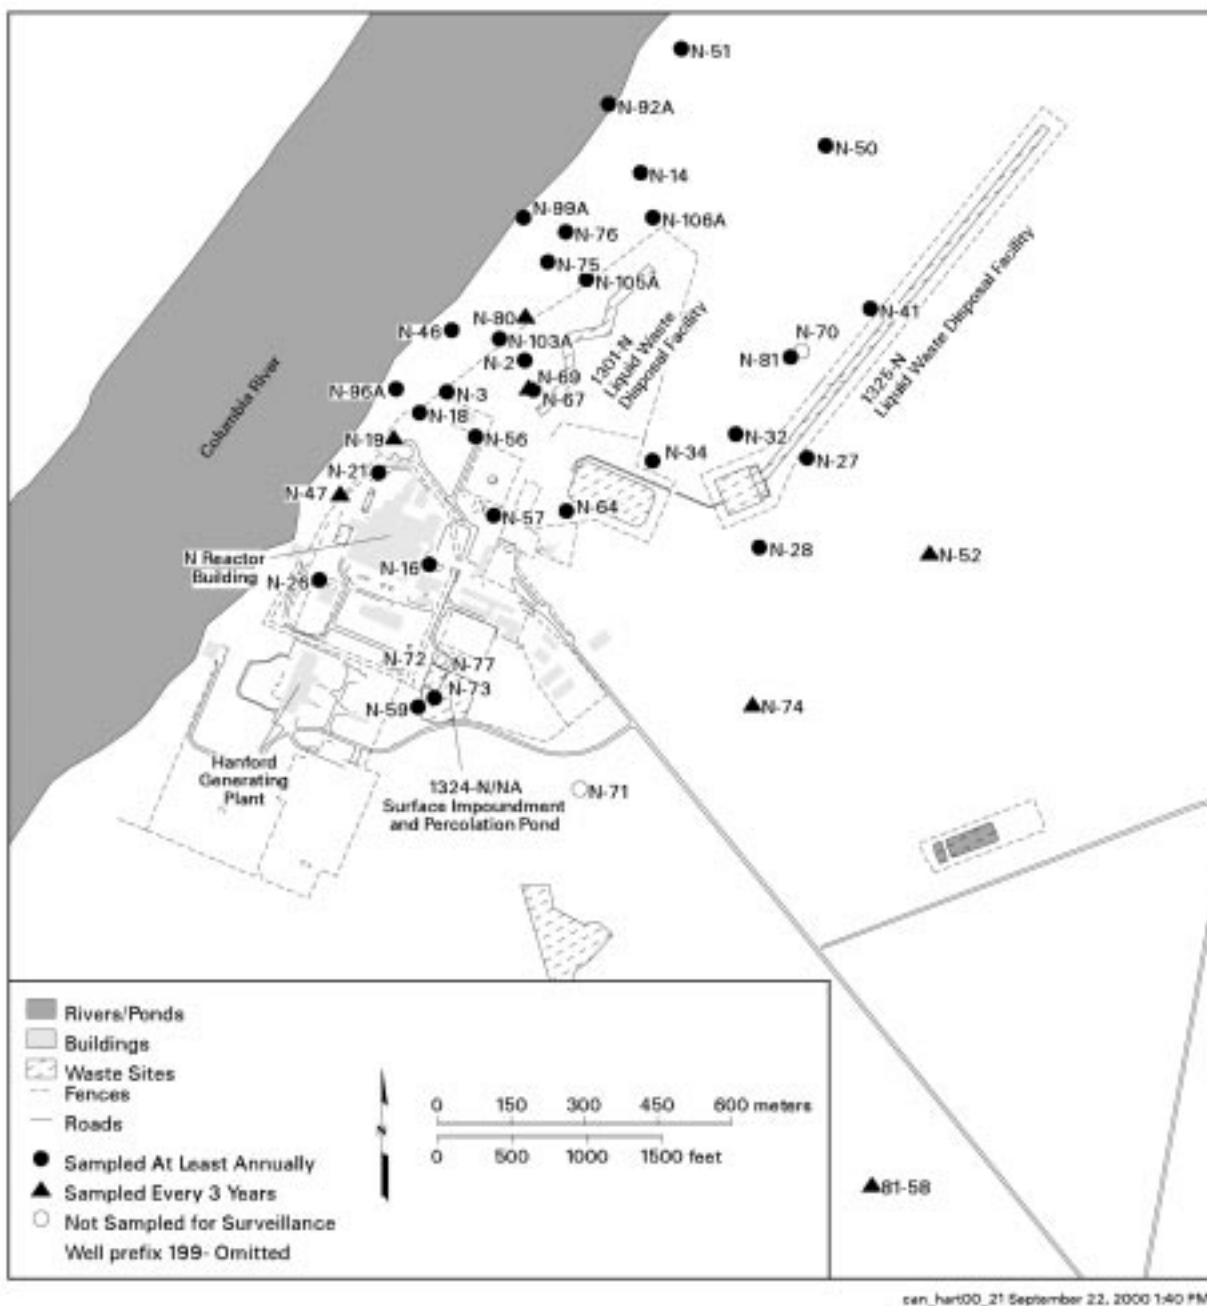 N-51
N-92A
N-50
N-14
N-99A
N-106A
N-76
N-75
N-105A
N-80
N-41
N-46
N-103A
N-70
N-2
N-81
1301-N
Liquid Waste
Disposal Facility
1325-N
Liquid Waste Disposal Facility
Columbia River
N-69
N-96A
N-3
N-67
N-18
N-19
N-56
N-32
N-34
N-27
N-21
N-47
N-57
N-64
N-28
N-52
N Reactor
Building
N-16
N-26
N-72
N-77
N-73
N-59
N-74
Hanford
Generating
Plant
1324-N/NA
Surface Impoundment
and Percolation Pond
N-71
Rivers/Ponds
Buildings
Waste Sites
Fences
Roads
Sampled At Least Annually
Sampled Every 3 Years
Not Sampled for Surveillance
Well prefix 199- Omitted
N
0 150 300 450 600 meters
0 500 1000 1500 feet
81-58
can_hart00_21 September 22, 2000 1:40 PM